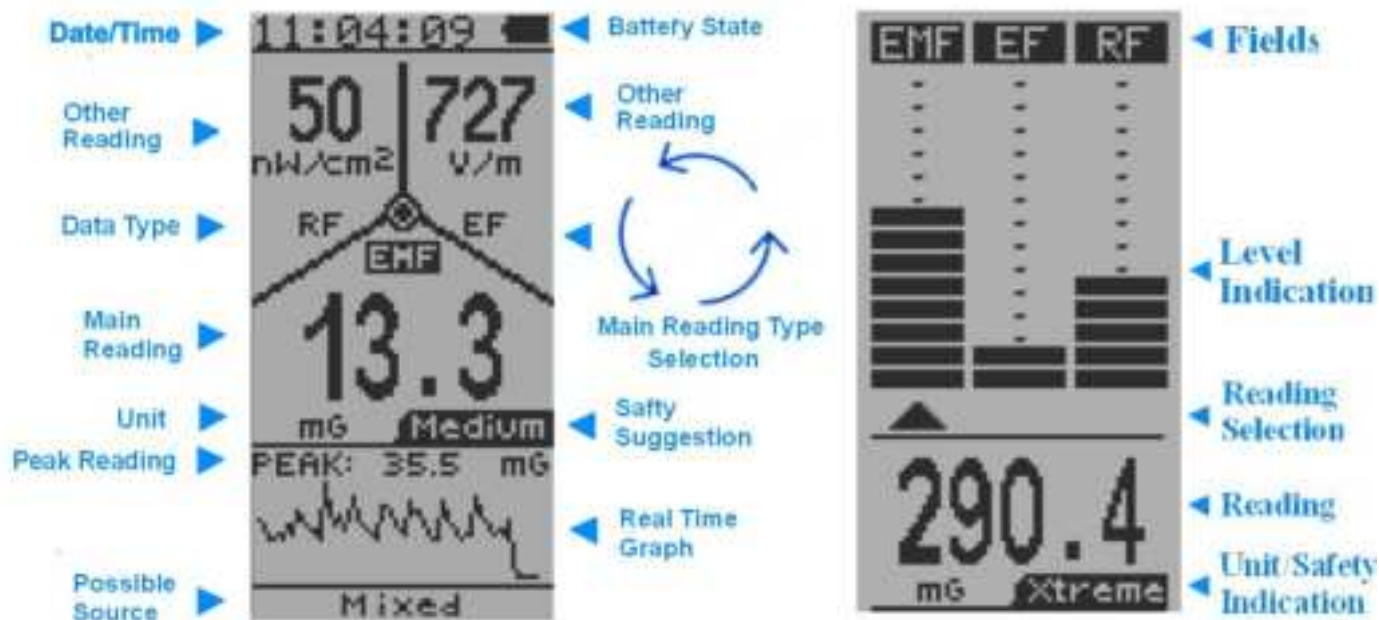 Date/Time
11:04:09
Battery State
Other
Reading
50
nW/cm2
727
V/m
Other
Reading
Data Type
RF
EF
EMF
Main
Reading
13.3
Main Reading Type
Selection
Unit
mG
Medium
Safty
Suggestion
Peak Reading
PEAK: 35.5 mG
Real Time
Graph
Possible
Source
Mixed
EMF EF RF
Fields
Level
Indication
Reading
Selection
290.4
Reading
mG
Xtreme
Unit/Safety
Indication